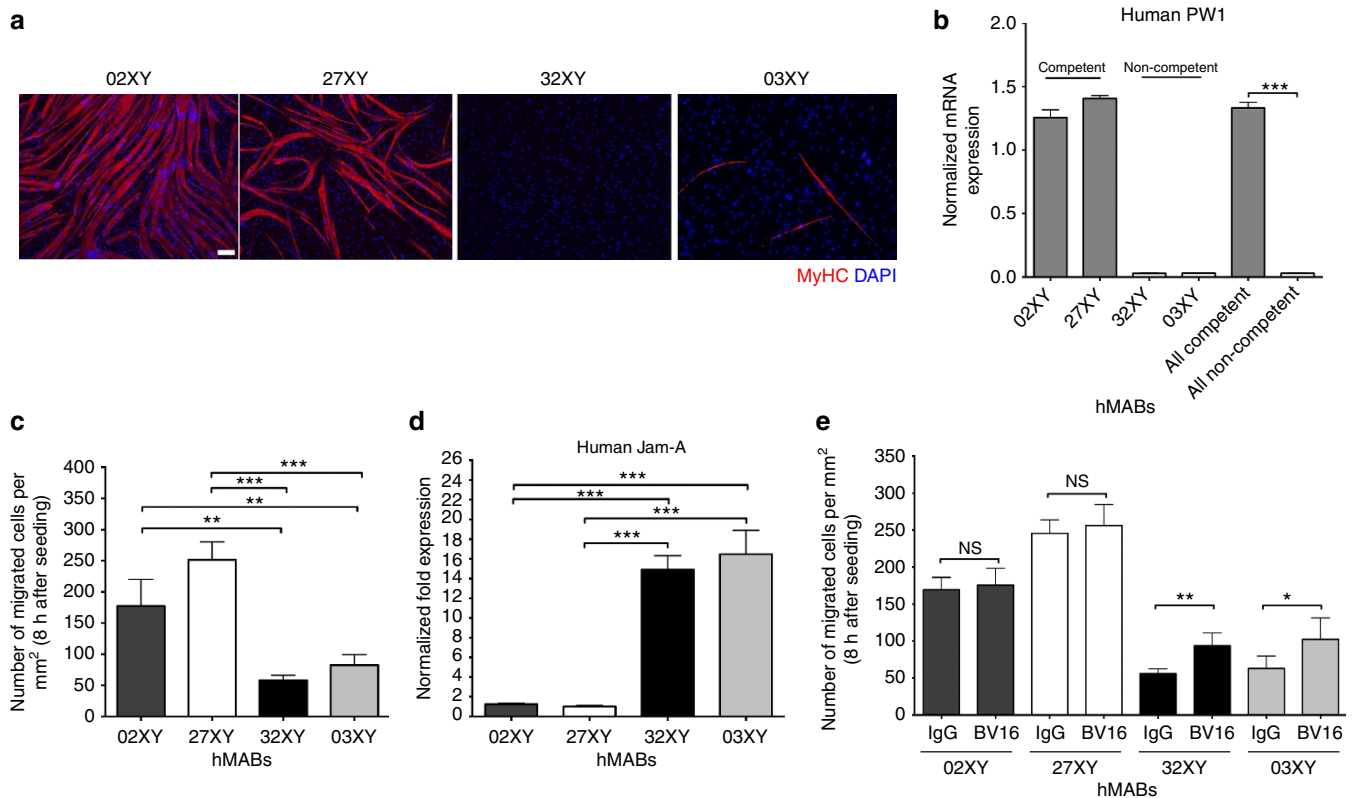 a
02XY 27XY 32XY 03XY
MyHC DAPI
b
Human PW1
Normalized mRNA
expression
2.0
1.5
1.0
0.5
0.0
Competent
Non-competent
***
02XY 27XY 32XY 03XY All competent All non-competent
hMABs
c
Number of migrated cells per
mm² (8 h after seeding)
400
350
300
250
200
150
100
50
0
***
***
**
**
02XY 27XY 32XY 03XY
hMABs
d
Human Jam-A
Normalized fold expression
26
24
22
20
18
16
14
12
10
8
6
4
2
0
***
***
***
***
02XY 27XY 32XY 03XY
hMABs
e
Number of migrated cells per mm²
(8 h after seeding)
350
300
250
200
150
100
50
0
NS
NS
**
*
IgG BV16 IgG BV16 IgG BV16 IgG BV16
02XY 27XY 32XY 03XY
hMABs